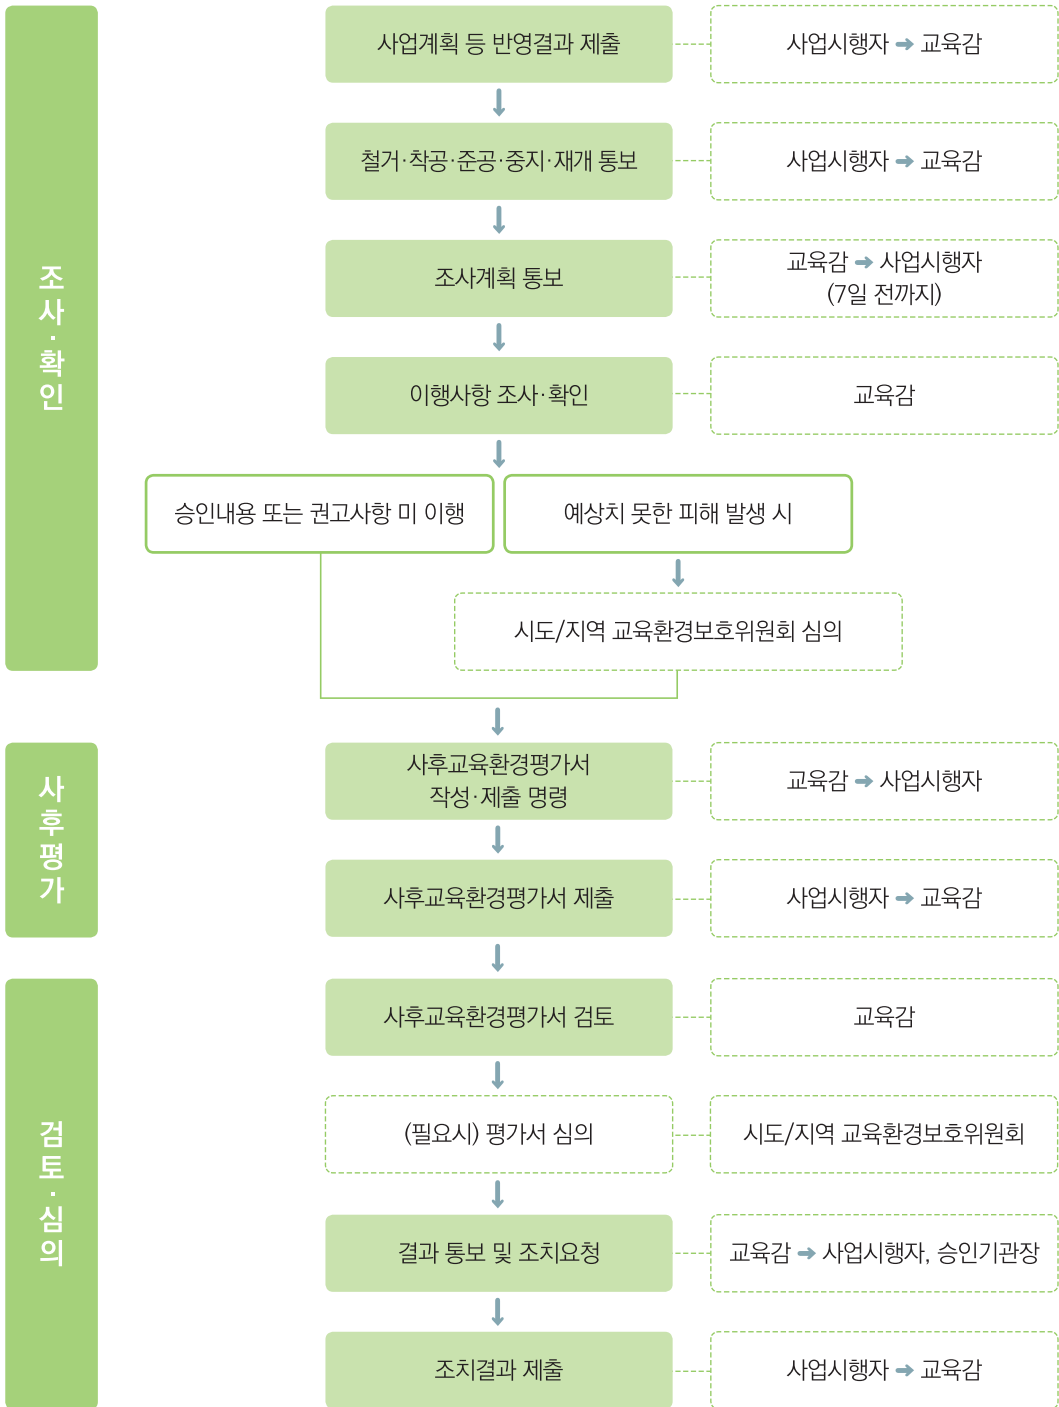 조사·확인
사업계획 등 반영결과 제출
사업시행자 → 교육감
철거·착공·준공·중지·재개 통보
사업시행자 → 교육감
조사계획 통보
교육감 → 사업시행자
(7일 전까지)
이행사항 조사·확인
교육감
승인내용 또는 권고사항 미 이행
예상치 못한 피해 발생 시
시도/지역 교육환경보호위원회 심의
사후평가
사후교육환경평가서
작성·제출 명령
교육감 → 사업시행자
사후교육환경평가서 제출
사업시행자 → 교육감
검토·심의
사후교육환경평가서 검토
교육감
(필요시) 평가서 심의
시도/지역 교육환경보호위원회
결과 통보 및 조치요청
교육감 → 사업시행자, 승인기관장
조치결과 제출
사업시행자 → 교육감